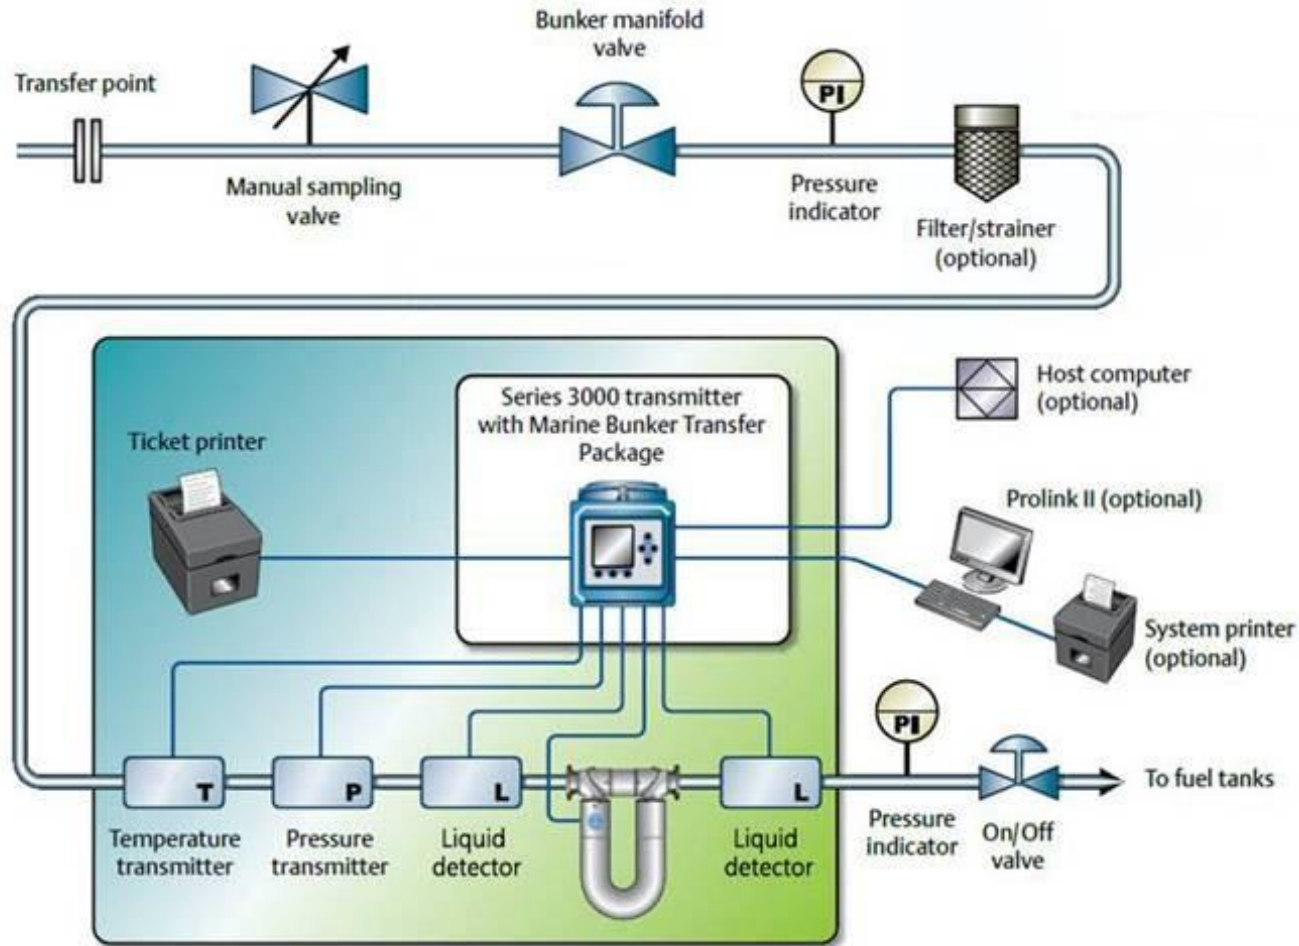 Bunker manifold
valve
Transfer point
PI
Manual sampling
valve
Pressure
indicator
Filter/strainer
(optional)
Series 3000 transmitter
with Marine Bunker Transfer
Package
Host computer
(optional)
Ticket printer
Prolink II (optional)
System printer
(optional)
PI
T
P
L
L
To fuel tanks
Temperature
transmitter
Pressure
transmitter
Liquid
detector
Liquid
detector
Pressure
indicator
On/Off
valve